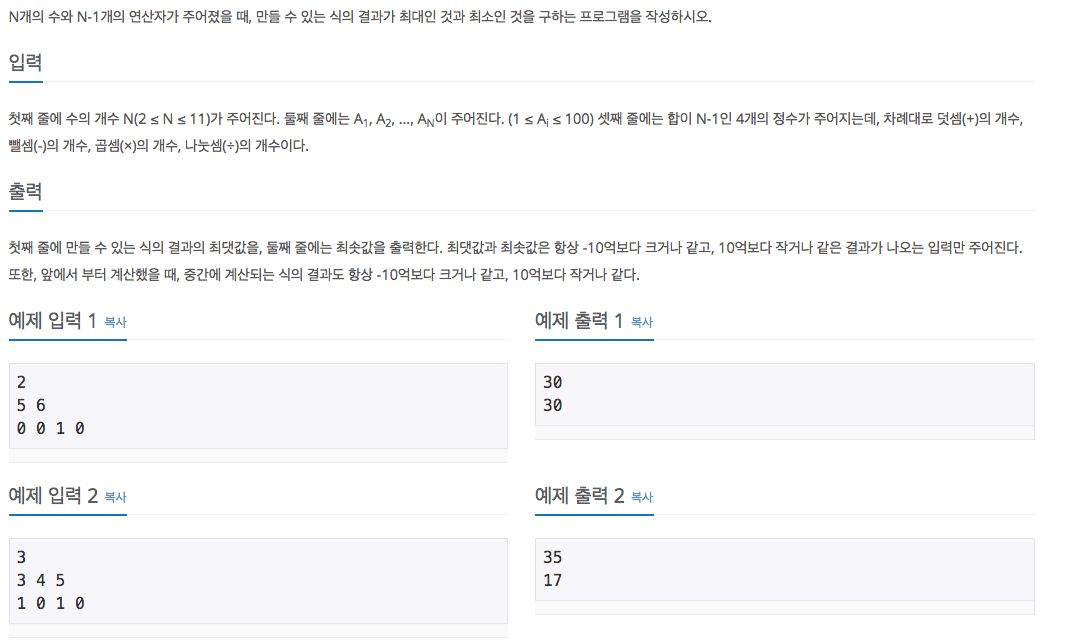 N개의 수와 N-1개의 연산자가 주어졌을 때, 만들 수 있는 식의 결과가 최대인 것과 최소인 것을 구하는 프로그램을 작성하시오.
입력
첫째 줄에 수의 개수 N(2 ≤ N ≤ 11)가 주어진다. 둘째 줄에는 A1, A2, ..., AN이 주어진다. (1 ≤ Ai ≤ 100) 셋째 줄에는 합이 N-1인 4개의 정수가 주어지는데, 차례대로 덧셈(+)의 개수,
뺄셈(-)의 개수, 곱셈(×)의 개수, 나눗셈(÷)의 개수이다.
출력
첫째 줄에 만들 수 있는 식의 결과의 최댓값을, 둘째 줄에는 최솟값을 출력한다. 최댓값과 최솟값은 항상 -10억보다 크거나 같고, 10억보다 작거나 같은 결과가 나오는 입력만 주어진다.
또한, 앞에서 부터 계산했을 때, 중간에 계산되는 식의 결과도 항상 -10억보다 크거나 같고, 10억보다 작거나 같다.
예제 입력 1 복사
2
5 6
0 0 1 0
예제 출력 1 복사
30
30
예제 입력 2 복사
3
3 4 5
1 0 1 0
예제 출력 2 복사
35
17